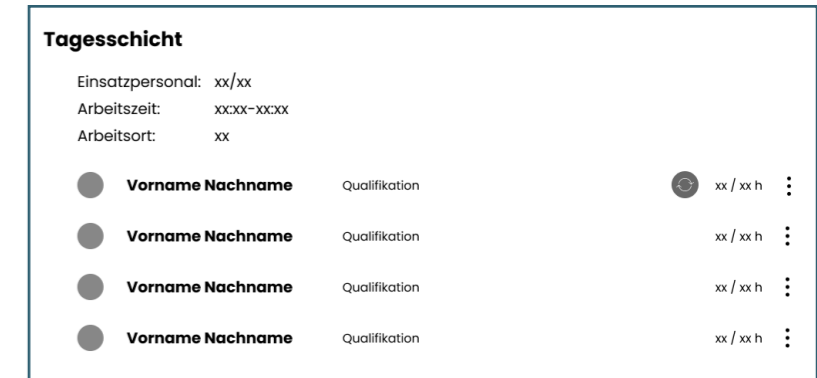 Tagesschicht
Einsatzpersonal: xx/xx
Arbeitszeit: xx:xx-xx:xx
Arbeitsort: xx
Vorname Nachname Qualifikation xx / xx h
Vorname Nachname Qualifikation xx / xx h
Vorname Nachname Qualifikation xx / xx h
Vorname Nachname Qualifikation xx / xx h